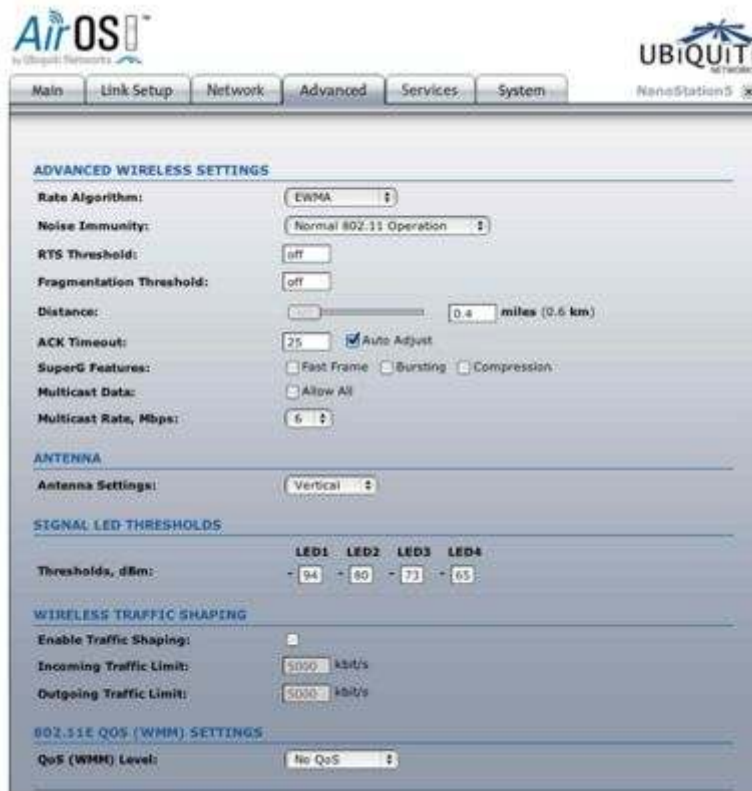 AirOS™
by Ubiquiti Networks
UBiQUiTi
NETWORKS
Main Link Setup Network Advanced Services System NanoStation5
ADVANCED WIRELESS SETTINGS
Rate Algorithm: EWMA
Noise Immunity: Normal 802.11 Operation
RTS Threshold: off
Fragmentation Threshold: off
Distance: 0.4 miles (0.6 km)
ACK Timeout: 25 Auto Adjust
SuperG Features: Fast Frame Bursting Compression
Multicast Data: Allow All
Multicast Rate, Mbps: 6
ANTENNA
Antenna Settings: Vertical
SIGNAL LED THRESHOLDS
LED1 LED2 LED3 LED4
Thresholds, dBm: - 94 - 80 - 73 - 65
WIRELESS TRAFFIC SHAPING
Enable Traffic Shaping:
Incoming Traffic Limit: 5000 kbit/s
Outgoing Traffic Limit: 5000 kbit/s
802.11E QOS (WMM) SETTINGS
QoS (WMM) Level: No QoS